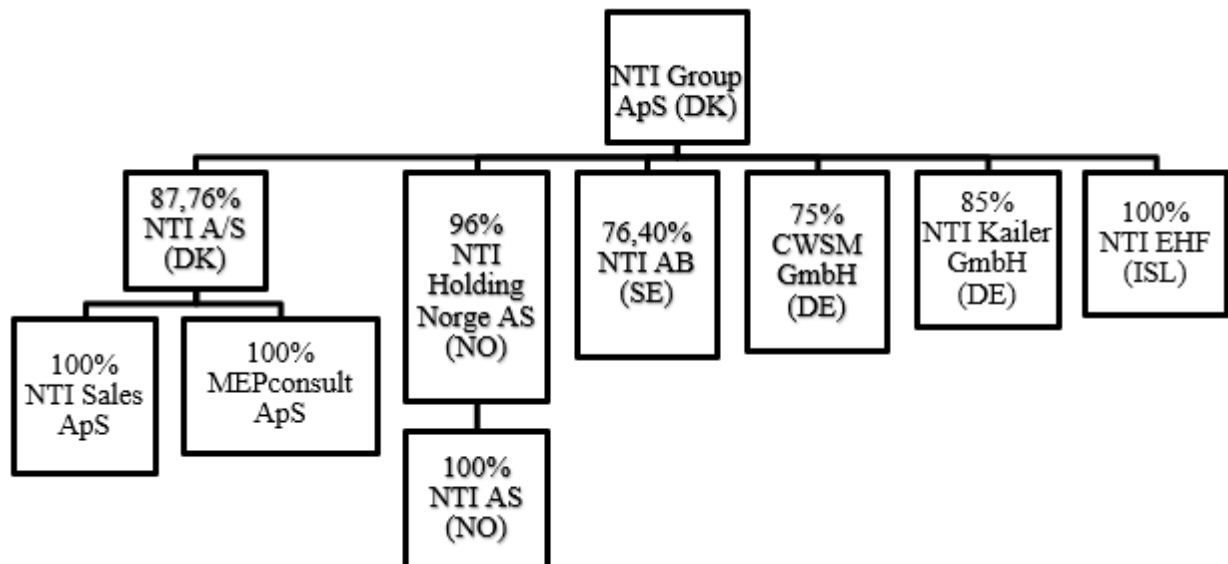 NTI Group
ApS (DK)
87,76%
NTI A/S
(DK)
96%
NTI
Holding
Norge AS
(NO)
76,40%
NTI AB
(SE)
75%
CWSM
GmbH
(DE)
85%
NTI Kailer
GmbH
(DE)
100%
NTI EHF
(ISL)
100%
NTI Sales
ApS
100%
MEPconsult
ApS
100%
NTI AS
(NO)